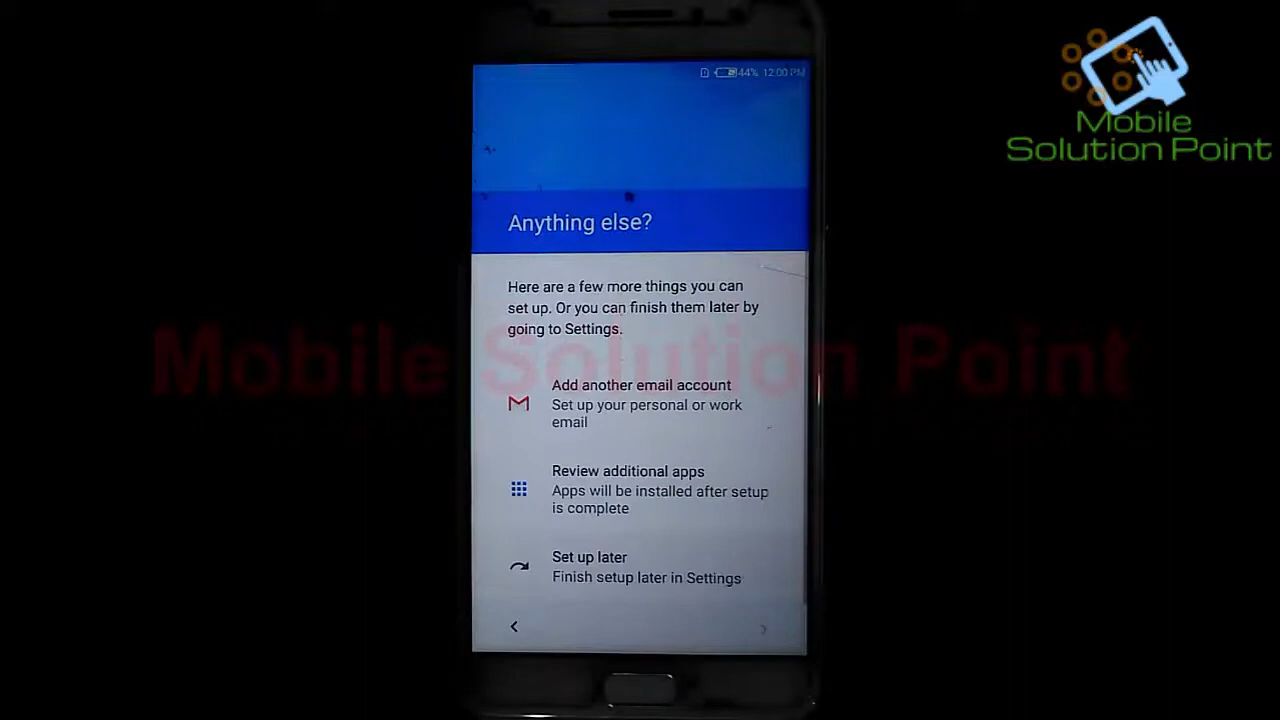 44% 12:00 PM
Mobile
Solution Point
Anything else?
Here are a few more things you can
set up. Or you can finish them later by
going to Settings.
Mobile Solution Point
Add another email account
Set up your personal or work
email
Review additional apps
Apps will be installed after setup
is complete
Set up later
Finish setup later in Settings